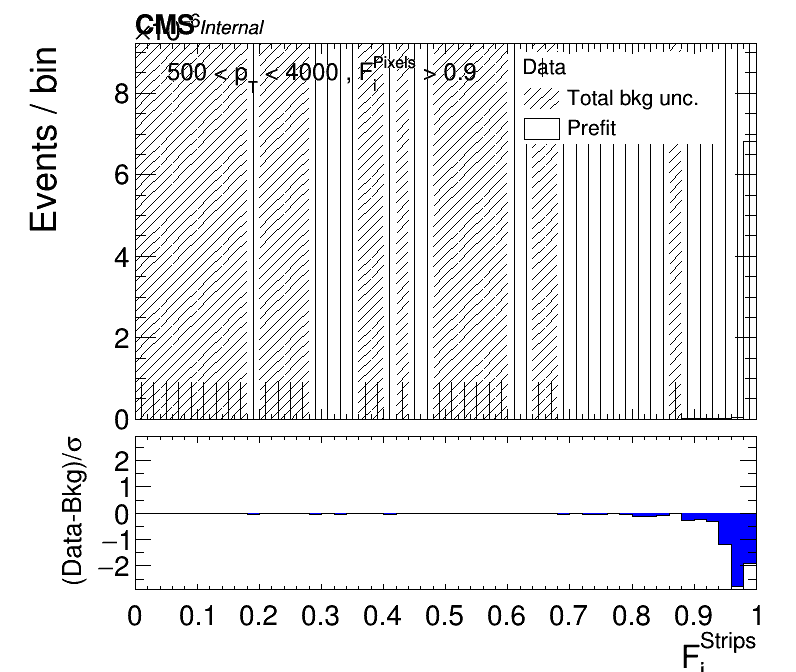 CMS Internal
×10⁻⁶
Events / bin
500 < p_T < 4000 , F_i^Pixels > 0.9
Data
Total bkg unc.
Prefit
8
6
4
2
0
(Data-Bkg)/σ
2
1
0
−1
−2
0 0.1 0.2 0.3 0.4 0.5 0.6 0.7 0.8 0.9 1
F_i^Strips